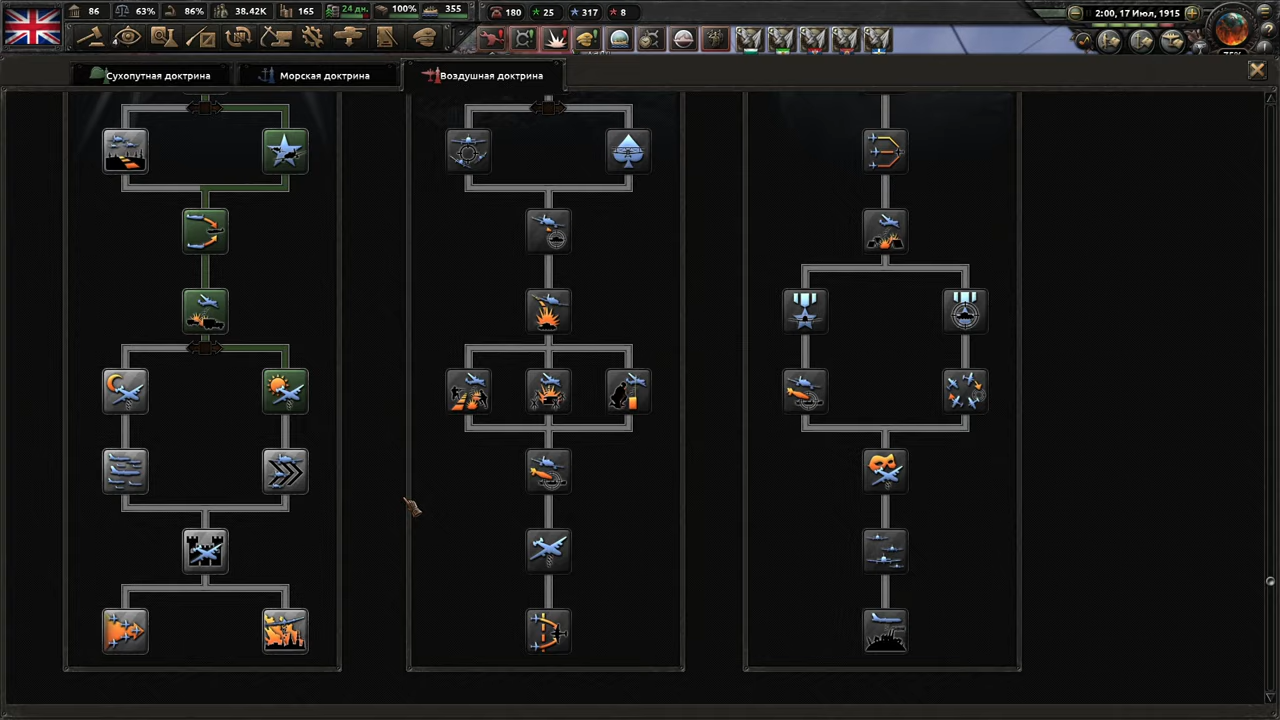 86 63% 86% 38.42K 165 24 дн. 100% 355 180 25 317 8 2:00, 17 Июл, 1915
75%
Сухопутная доктрина Морская доктрина Воздушная доктрина